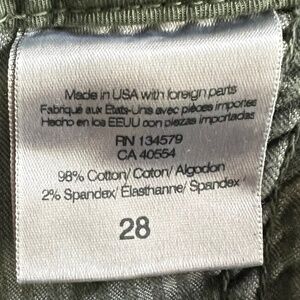 Made in USA with foreign parts
Fabriqué aux États-Unis avec pièces importes
Hecho en los EEUU con piezas importadas
RN 134579
CA 40554
98% Cotton/ Coton/ Algodon
2% Spandex/ Elasthanne/ Spandex
28